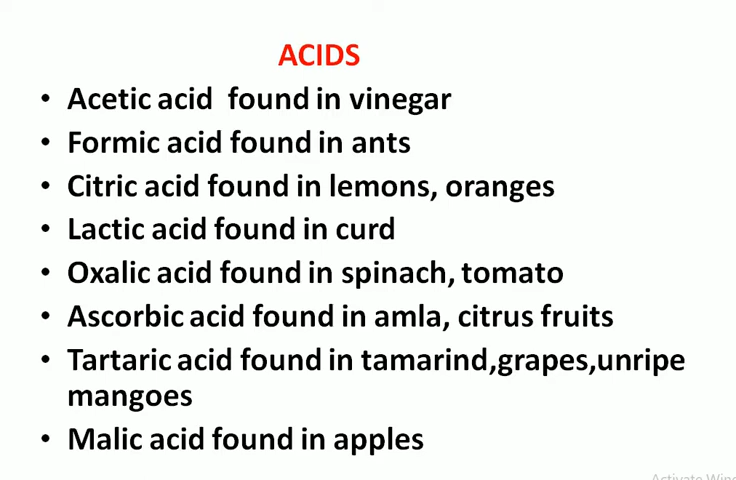 ACIDS
• Acetic acid found in vinegar
• Formic acid found in ants
• Citric acid found in lemons, oranges
• Lactic acid found in curd
• Oxalic acid found in spinach, tomato
• Ascorbic acid found in amla, citrus fruits
• Tartaric acid found in tamarind,grapes,unripe
mangoes
• Malic acid found in apples